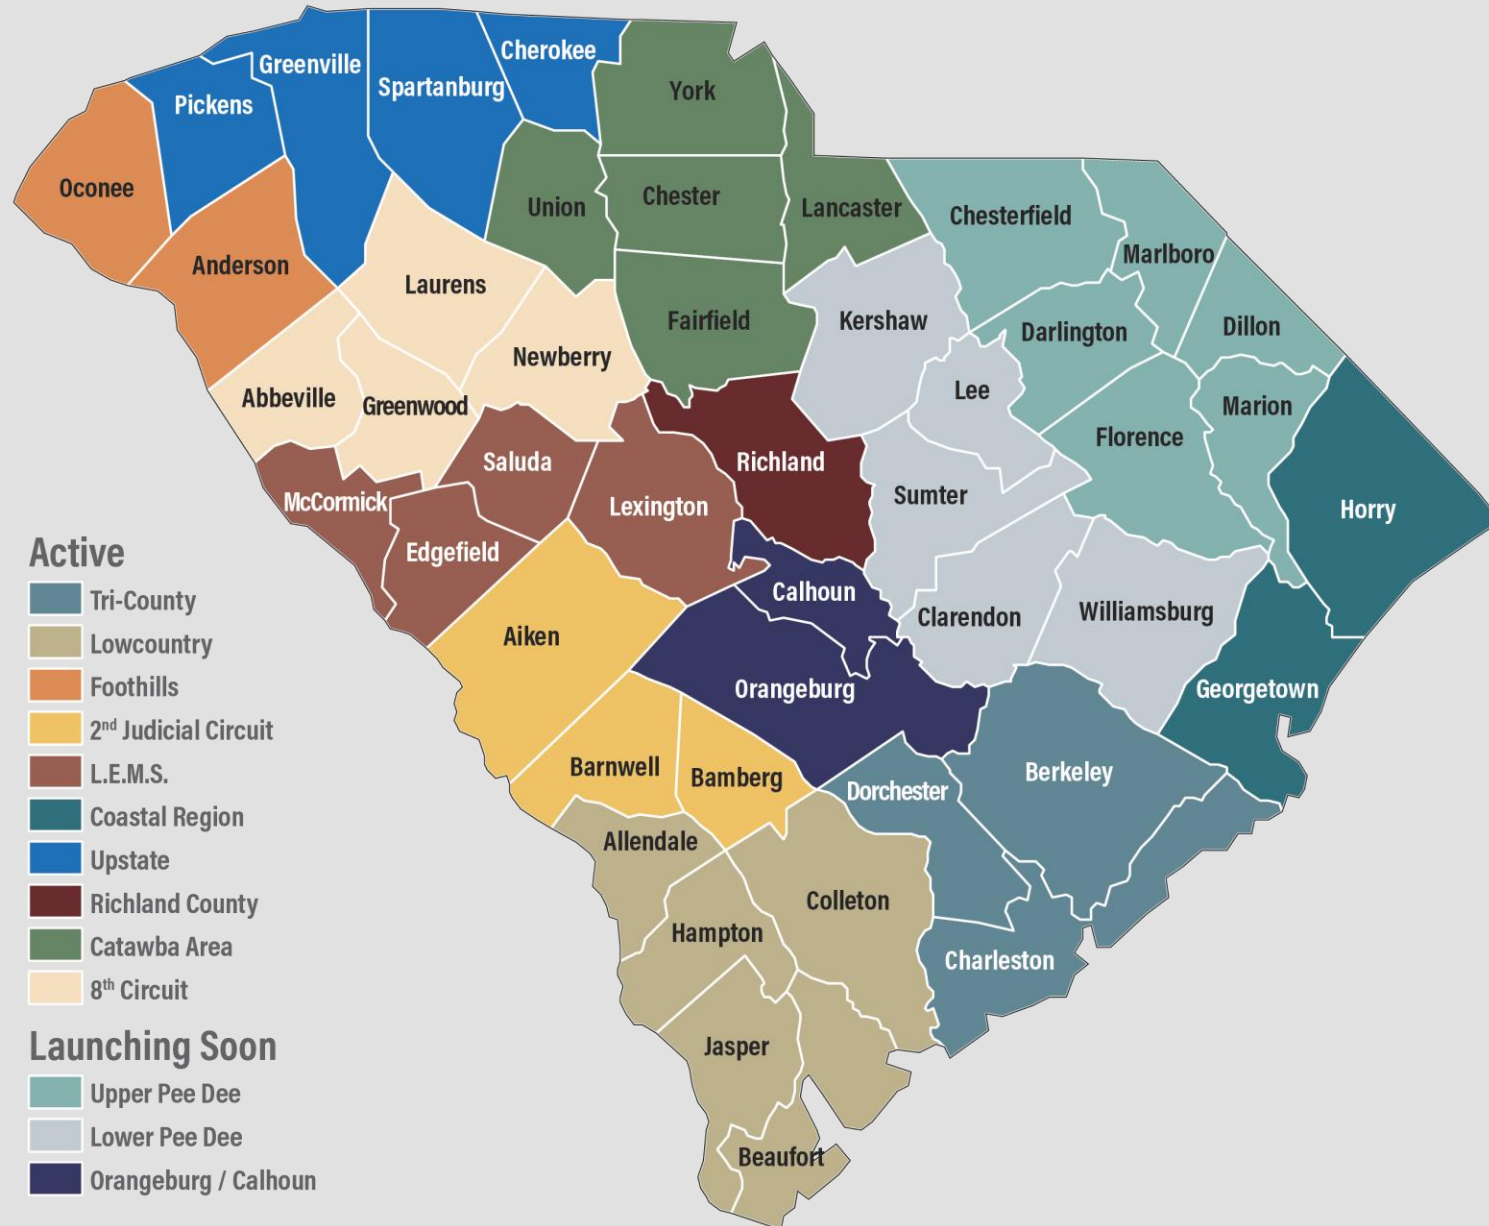 Cherokee
Greenville
Spartanburg
York
Pickens
Oconee
Union
Chester
Lancaster
Chesterfield
Marlboro
Anderson
Laurens
Fairfield
Kershaw
Darlington
Dillon
Newberry
Abbeville
Greenwood
Lee
Marion
Florence
Saluda
Richland
McCormick
Lexington
Sumter
Horry
Edgefield
Calhoun
Aiken
Clarendon
Williamsburg
Orangeburg
Georgetown
Barnwell
Bamberg
Dorchester
Berkeley
Allendale
Colleton
Hampton
Charleston
Jasper
Beaufort
Active
Tri-County
Lowcountry
Foothills
2nd Judicial Circuit
L.E.M.S.
Coastal Region
Upstate
Richland County
Catawba Area
8th Circuit
Launching Soon
Upper Pee Dee
Lower Pee Dee
Orangeburg / Calhoun